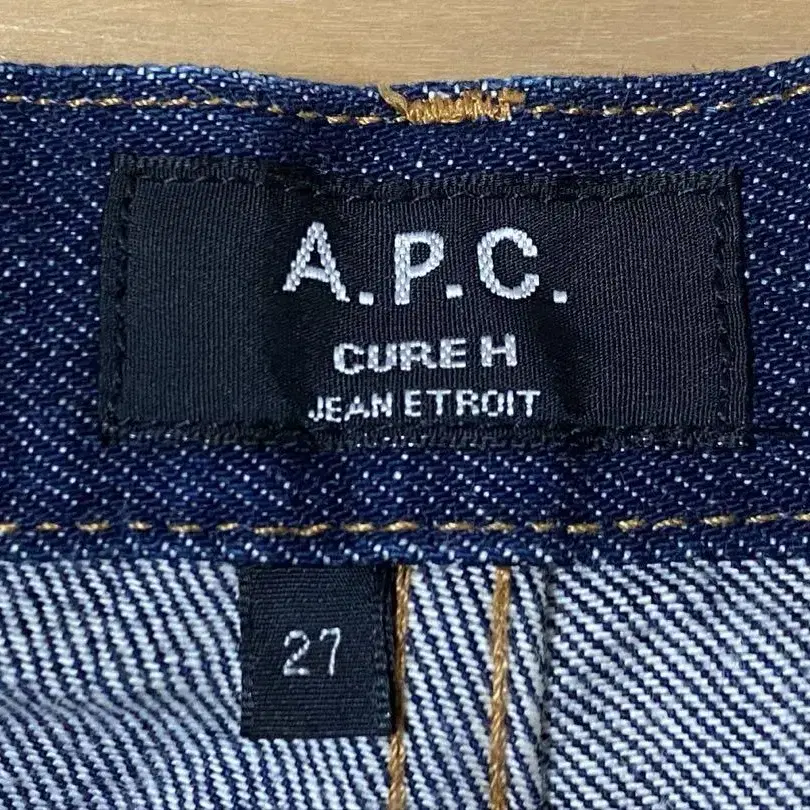 A.P.C.
CURE H
JEAN ETROIT
27